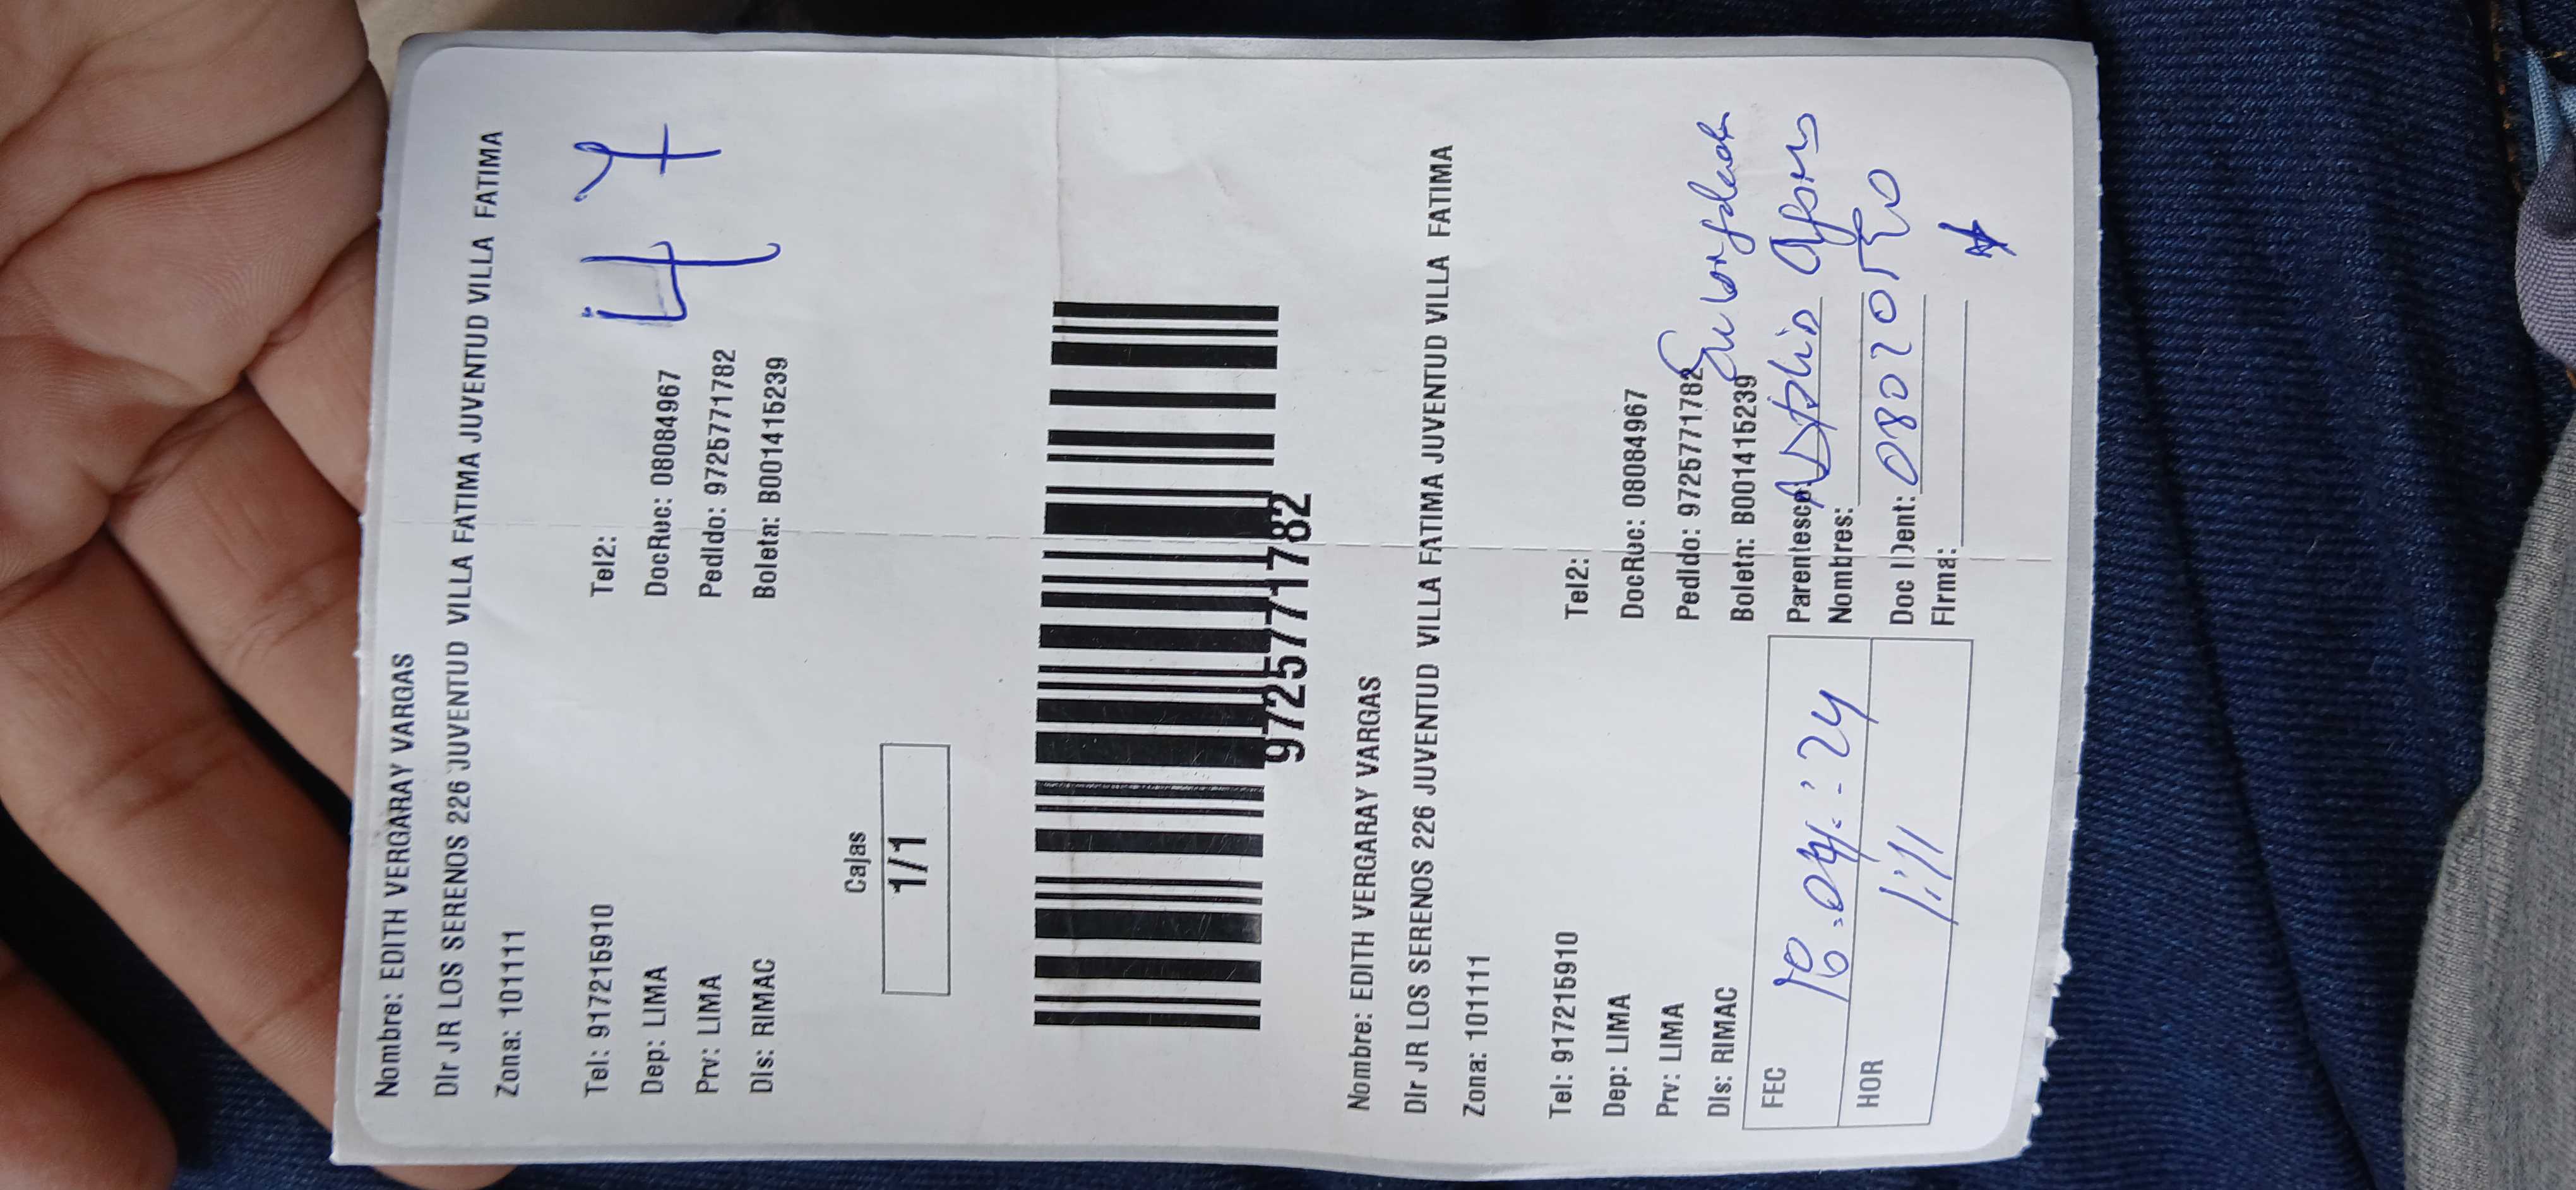 Nombre: EDITH VERGARAY VARGAS
Dir JR LOS SERENOS 226 JUVENTUD VILLA FATIMA JUVENTUD VILLA FATIMA
Zona: 101111
47
Tel: 917215910 Tel2:
Dep: LIMA DocRuc: 08084967
Prv: LIMA Pedido: 9725771782
Dis: RIMAC Boleta: B001415239
Cajas
1/1
9725771782
Nombre: EDITH VERGARAY VARGAS
Dir JR LOS SERENOS 226 JUVENTUD VILLA FATIMA JUVENTUD VILLA FATIMA
Zona: 101111
Tel: 917215910 Tel2:
Dep: LIMA DocRuc: 08084967
Prv: LIMA Pedido: 9725771782
Dis: RIMAC Boleta: B001415239
FEC Parentesco:
Nombres:
HOR 1:11 Doc IDent:
Firma: